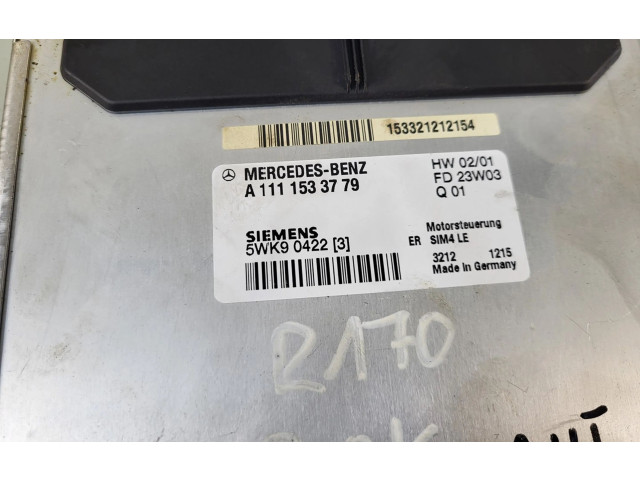 153321212154
MERCEDES-BENZ
A 111 153 37 79
HW 02/01
FD 23W03
Q 01
SIEMENS
5WK9 0422 [3]
Motorsteuerung
ER SIM4 LE
3212 1215
Made in Germany
R170